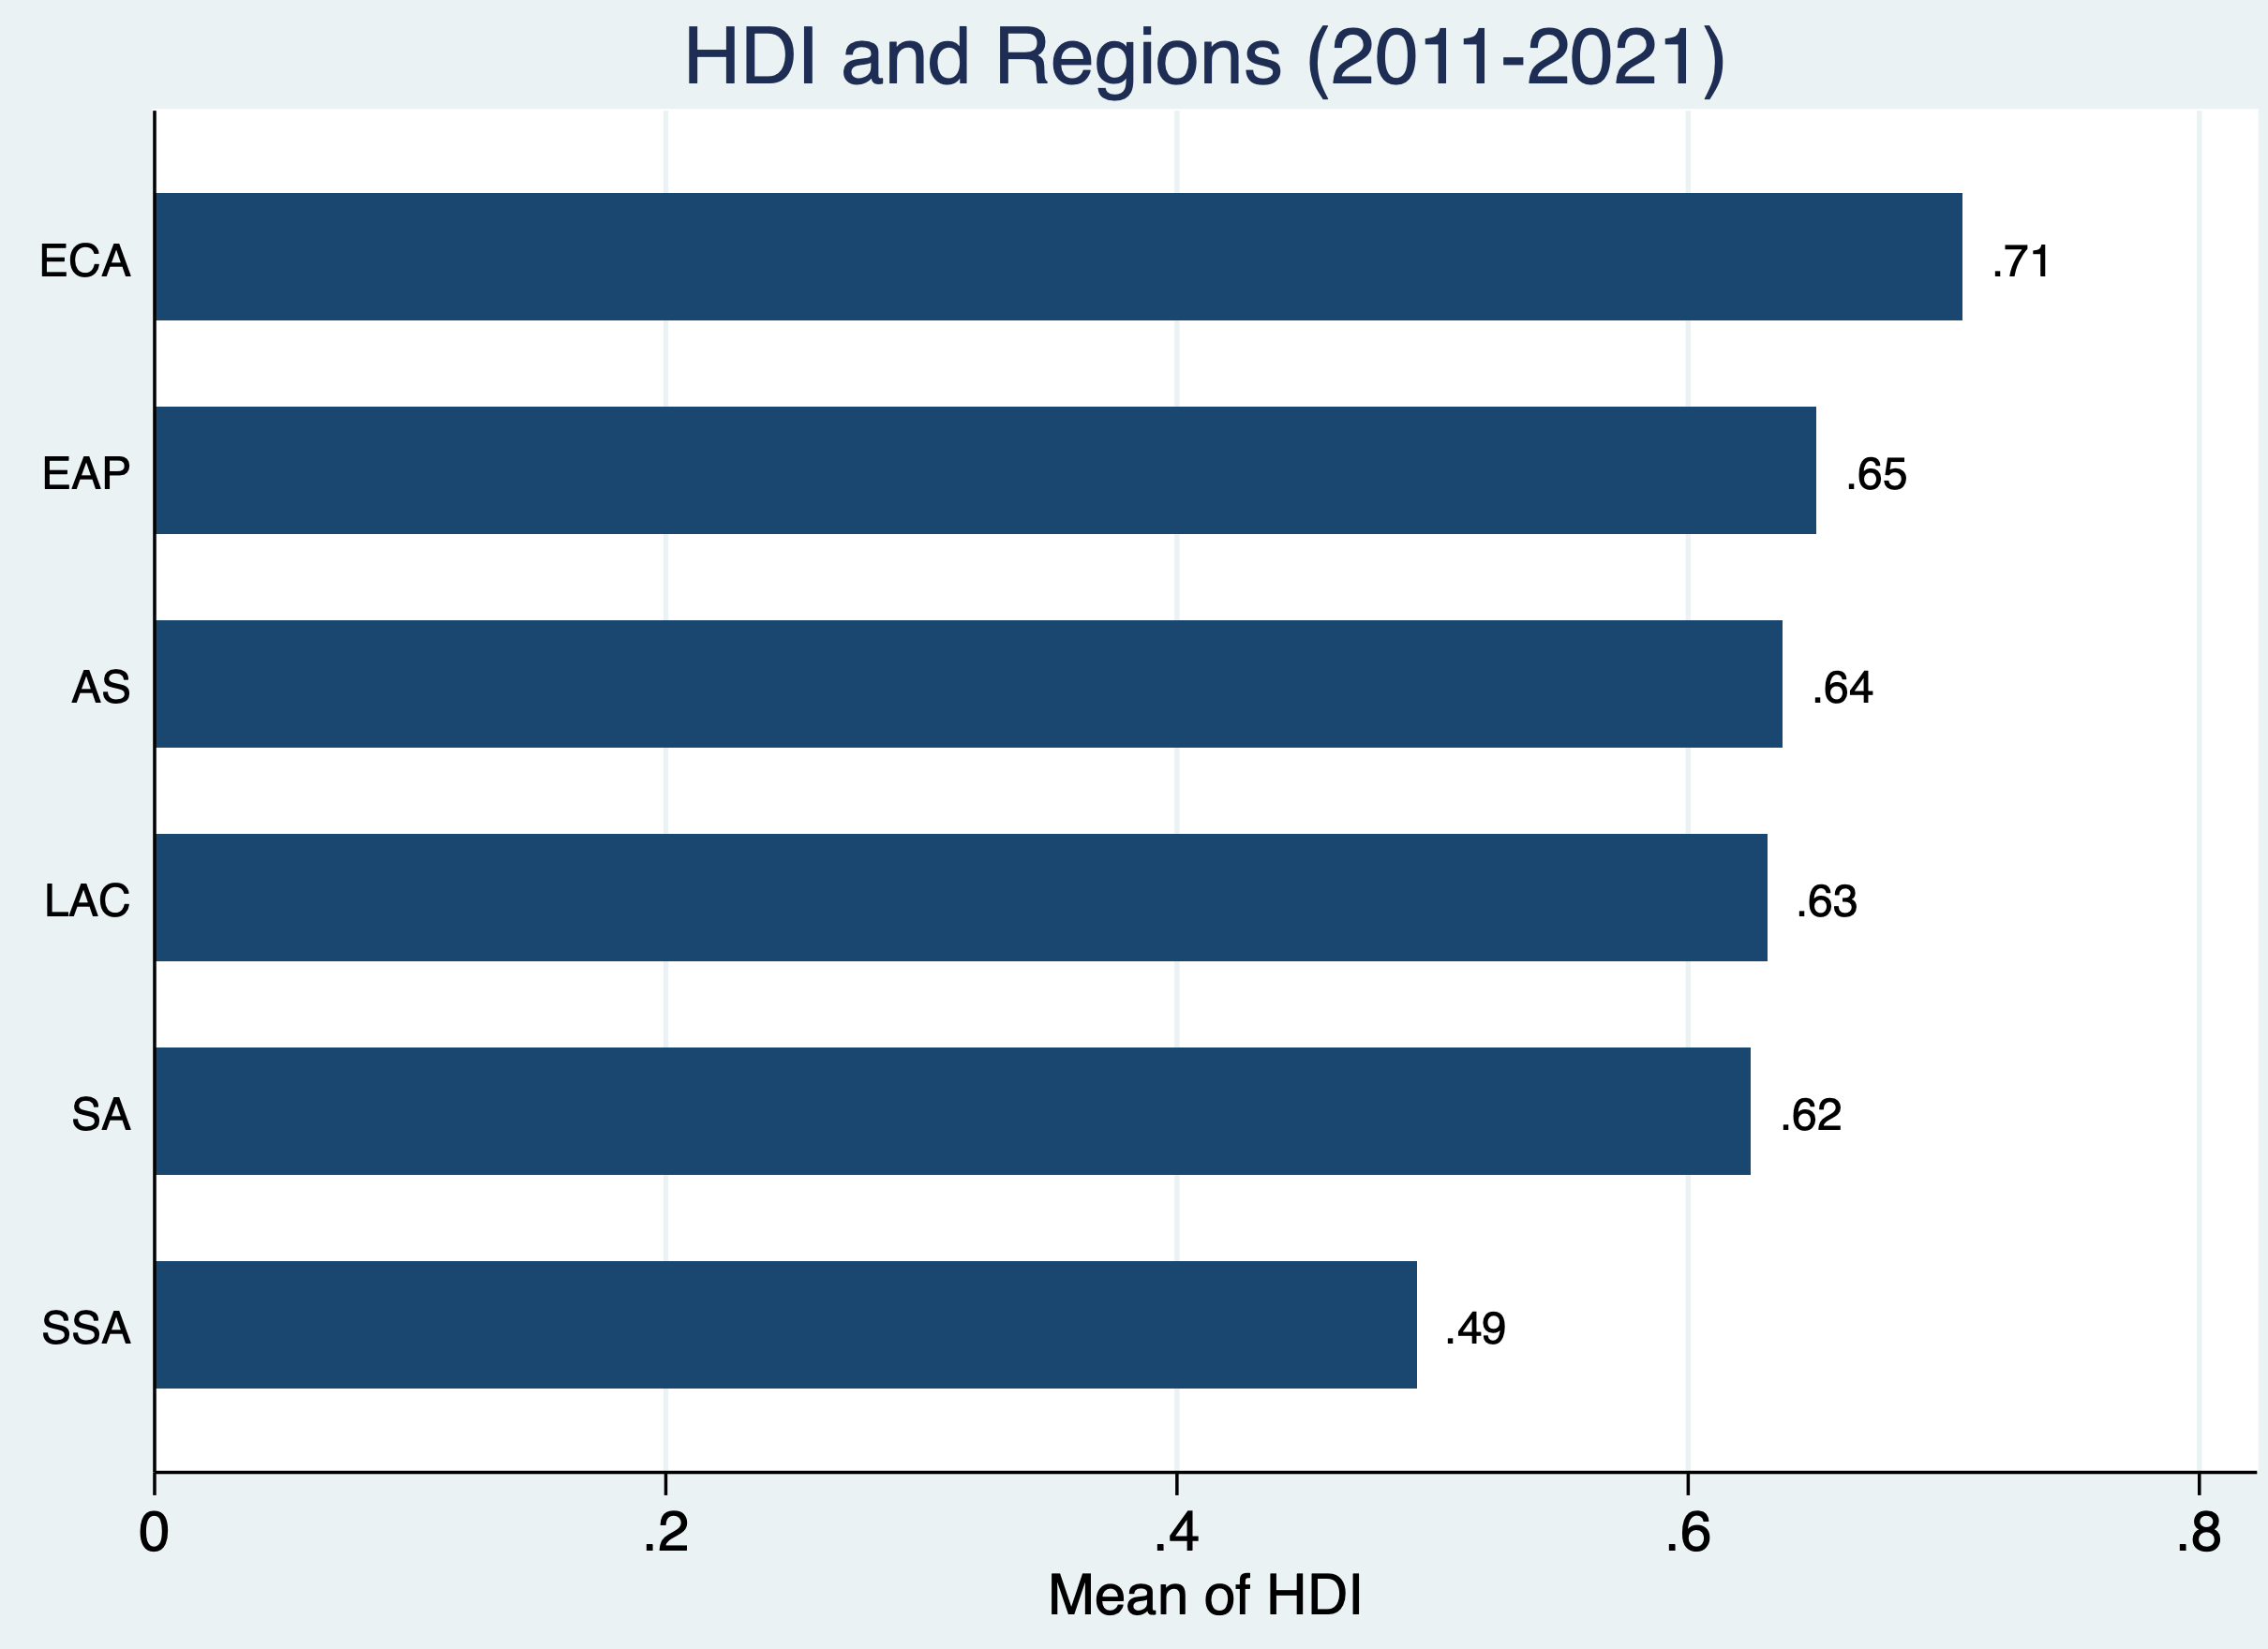 HDI and Regions (2011-2021)
ECA .71
EAP .65
AS .64
LAC .63
SA .62
SSA .49
0 .2 .4 .6 .8
Mean of HDI